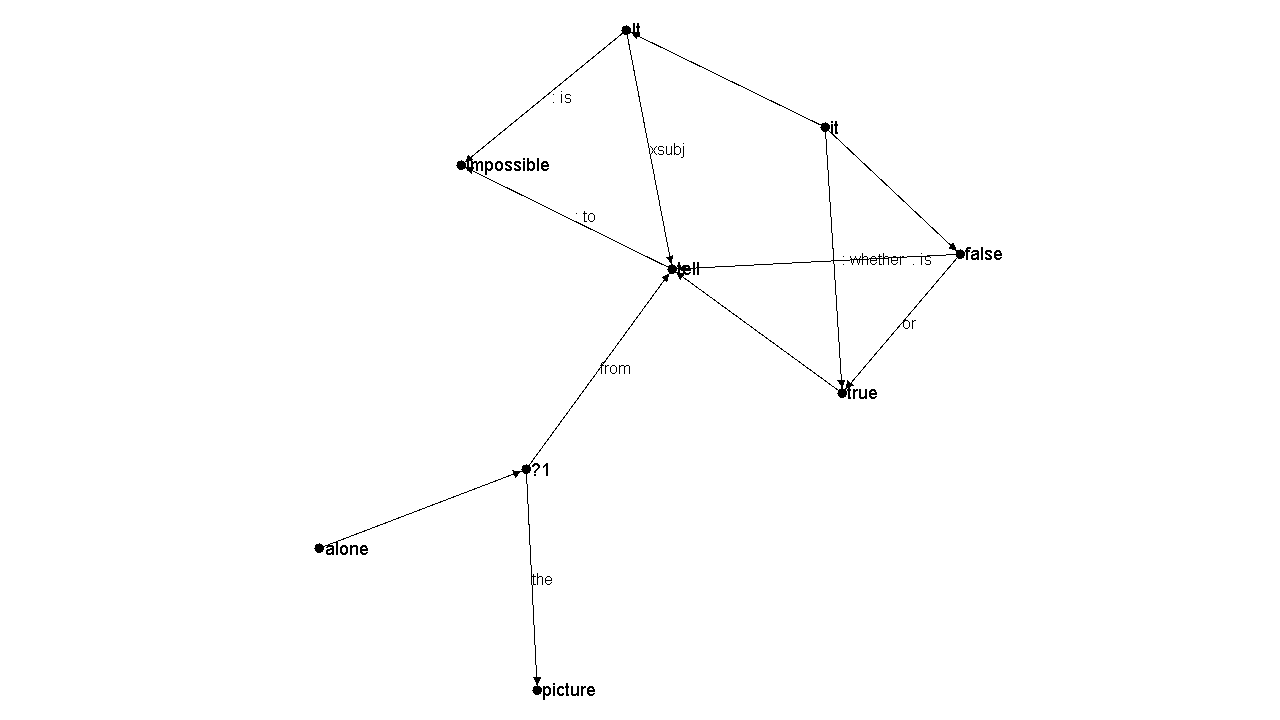 It
it
: is
xsubj
impossible
: to
false
: whether : is
tell
or
from
true
?1
alone
the
picture